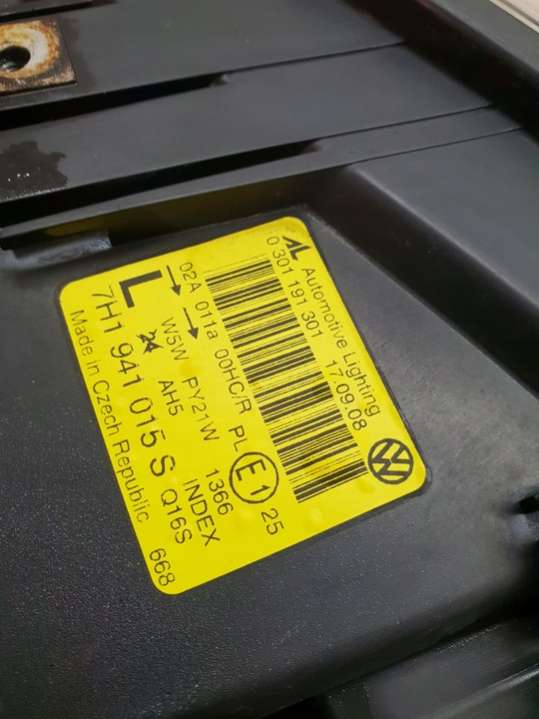 AL Automotive Lighting
0 301 191 301 17.09.08
02A 011a 00HC/R PL E1 25
W5W PY21W 1366
AH5 INDEX
L
7H1 941 015 S Q16S
Made in Czech Republic 668